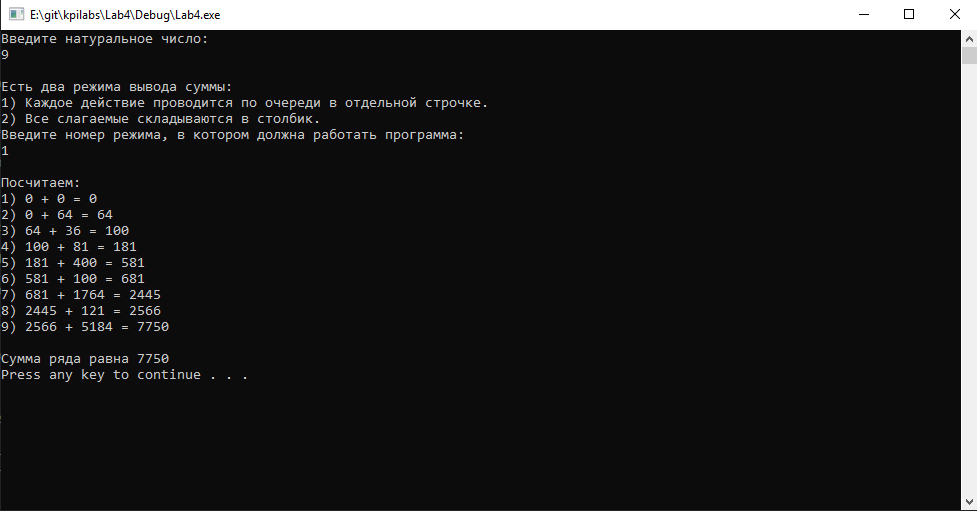 E:\git\kpilabs\Lab4\Debug\Lab4.exe
Введите натуральное число:
9
Есть два режима вывода суммы:
1) Каждое действие проводится по очереди в отдельной строчке.
2) Все слагаемые складываются в столбик.
Введите номер режима, в котором должна работать программа:
1
Посчитаем:
1) 0 + 0 = 0
2) 0 + 64 = 64
3) 64 + 36 = 100
4) 100 + 81 = 181
5) 181 + 400 = 581
6) 581 + 100 = 681
7) 681 + 1764 = 2445
8) 2445 + 121 = 2566
9) 2566 + 5184 = 7750
Сумма ряда равна 7750
Press any key to continue . . .